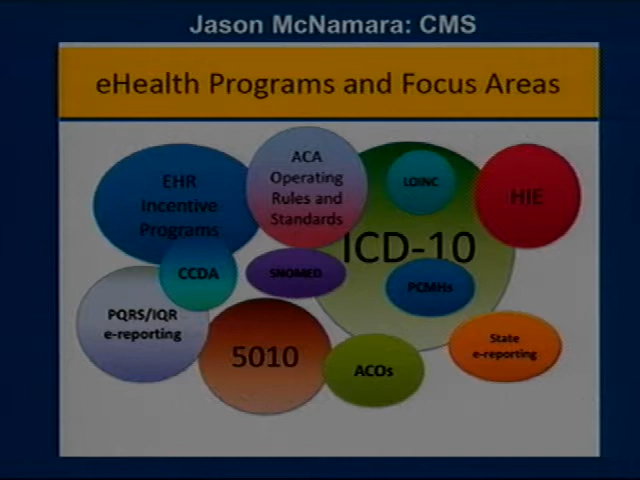 Jason McNamara: CMS
eHealth Programs and Focus Areas
EHR
Incentive
Programs
ACA
Operating
Rules and
Standards
LOINC
HIE
ICD-10
CCDA
SNOMED
PCMHs
PQRS/IQR
e-reporting
5010
ACOs
State
e-reporting